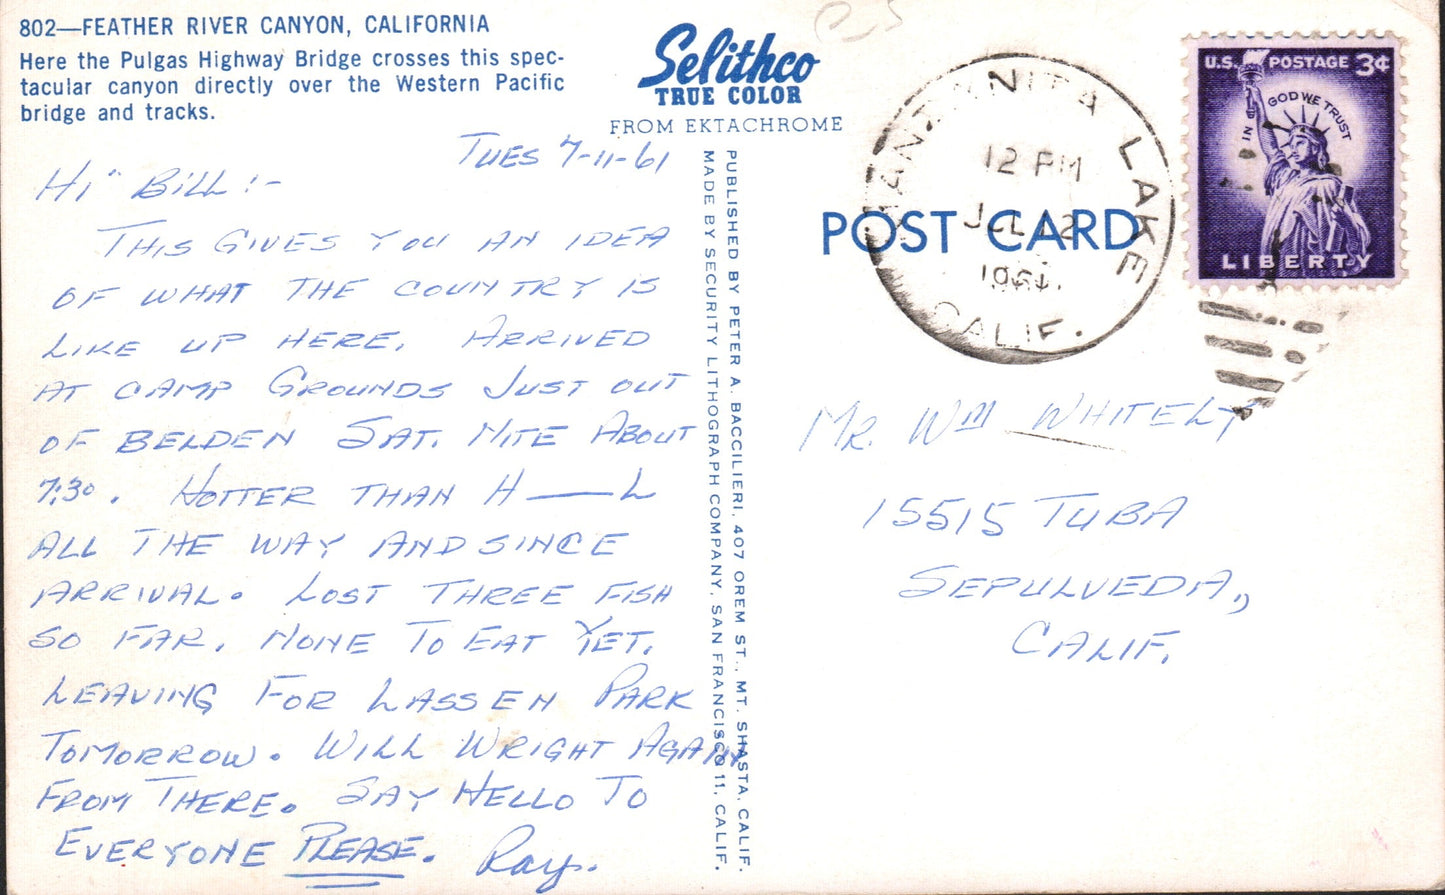 802—FEATHER RIVER CANYON, CALIFORNIA
Here the Pulgas Highway Bridge crosses this spec-
tacular canyon directly over the Western Pacific
bridge and tracks.
Selithco
TRUE COLOR
FROM EKTACHROME
TUES 7-11-61
HI" BILL!-
THIS GIVES YOU AN IDEA
OF WHAT THE COUNTRY IS
LIKE UP HERE. ARRIVED
AT CAMP GROUNDS JUST OUT
OF BELDEN SAT. NITE ABOUT
7:30. HOTTER THAN H——L
ALL THE WAY AND SINCE
ARRIVAL. LOST THREE FISH
SO FAR. NONE TO EAT YET.
LEAVING FOR LASSEN PARK
TOMORROW. WILL WRIGHT AGAIN
FROM THERE. SAY HELLO TO
EVERYONE PLEASE. Ray.
PUBLISHED BY PETER A. BACCILIERI, 407 OREM ST., MT. SHASTA, CALIF.
MADE BY SECURITY LITHOGRAPH COMPANY, SAN FRANCISCO 11, CALIF.
POST CARD
MANZANITA LAKE
12 PM
JUL 12
1961
CALIF.
U.S. POSTAGE 3¢
IN GOD WE TRUST
LIBERTY
MR. WM WHITELY
15515 TUBA
SEPULVEDA,
CALIF.